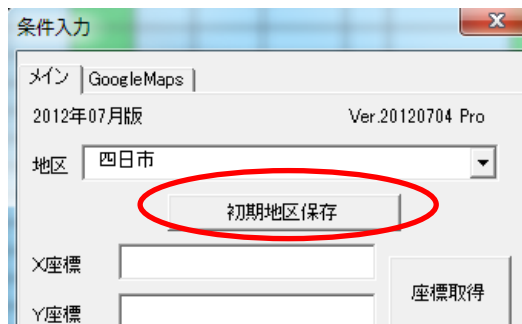 条件入力
メイン GoogleMaps
2012年07月版 Ver.20120704 Pro
地区 四日市
初期地区保存
X座標
座標取得
Y座標